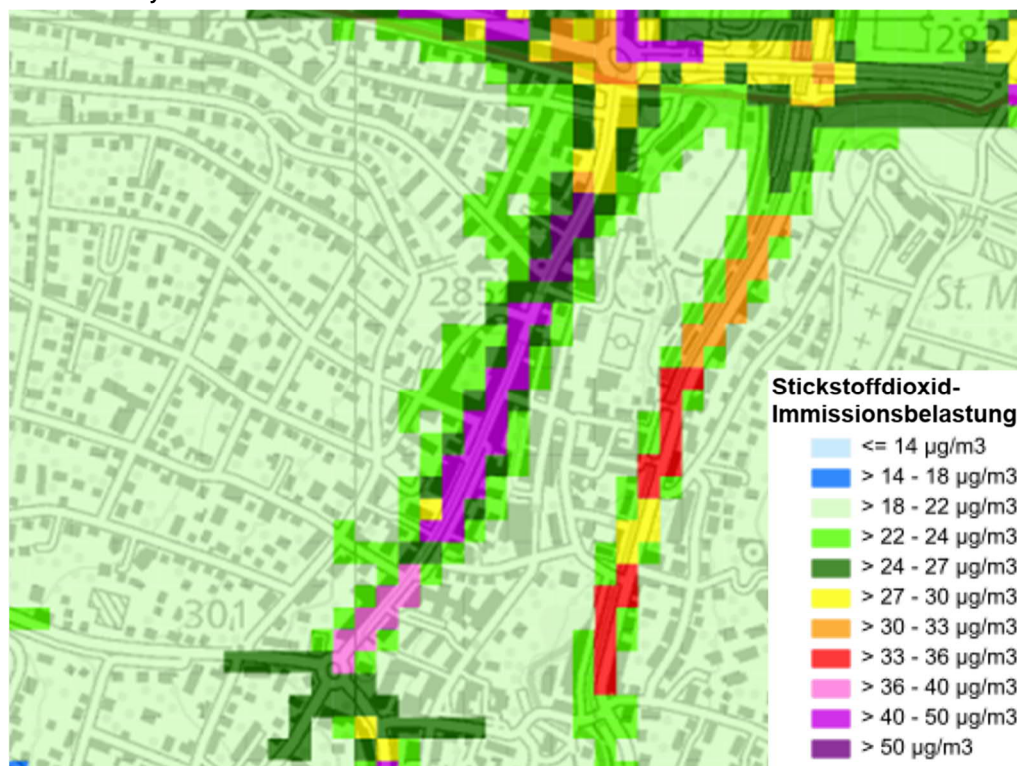 282
285
St. M
Stickstoffdioxid-
Immissionsbelastung
<= 14 µg/m3
> 14 - 18 µg/m3
> 18 - 22 µg/m3
> 22 - 24 µg/m3
> 24 - 27 µg/m3
> 27 - 30 µg/m3
> 30 - 33 µg/m3
> 33 - 36 µg/m3
> 36 - 40 µg/m3
> 40 - 50 µg/m3
> 50 µg/m3
301